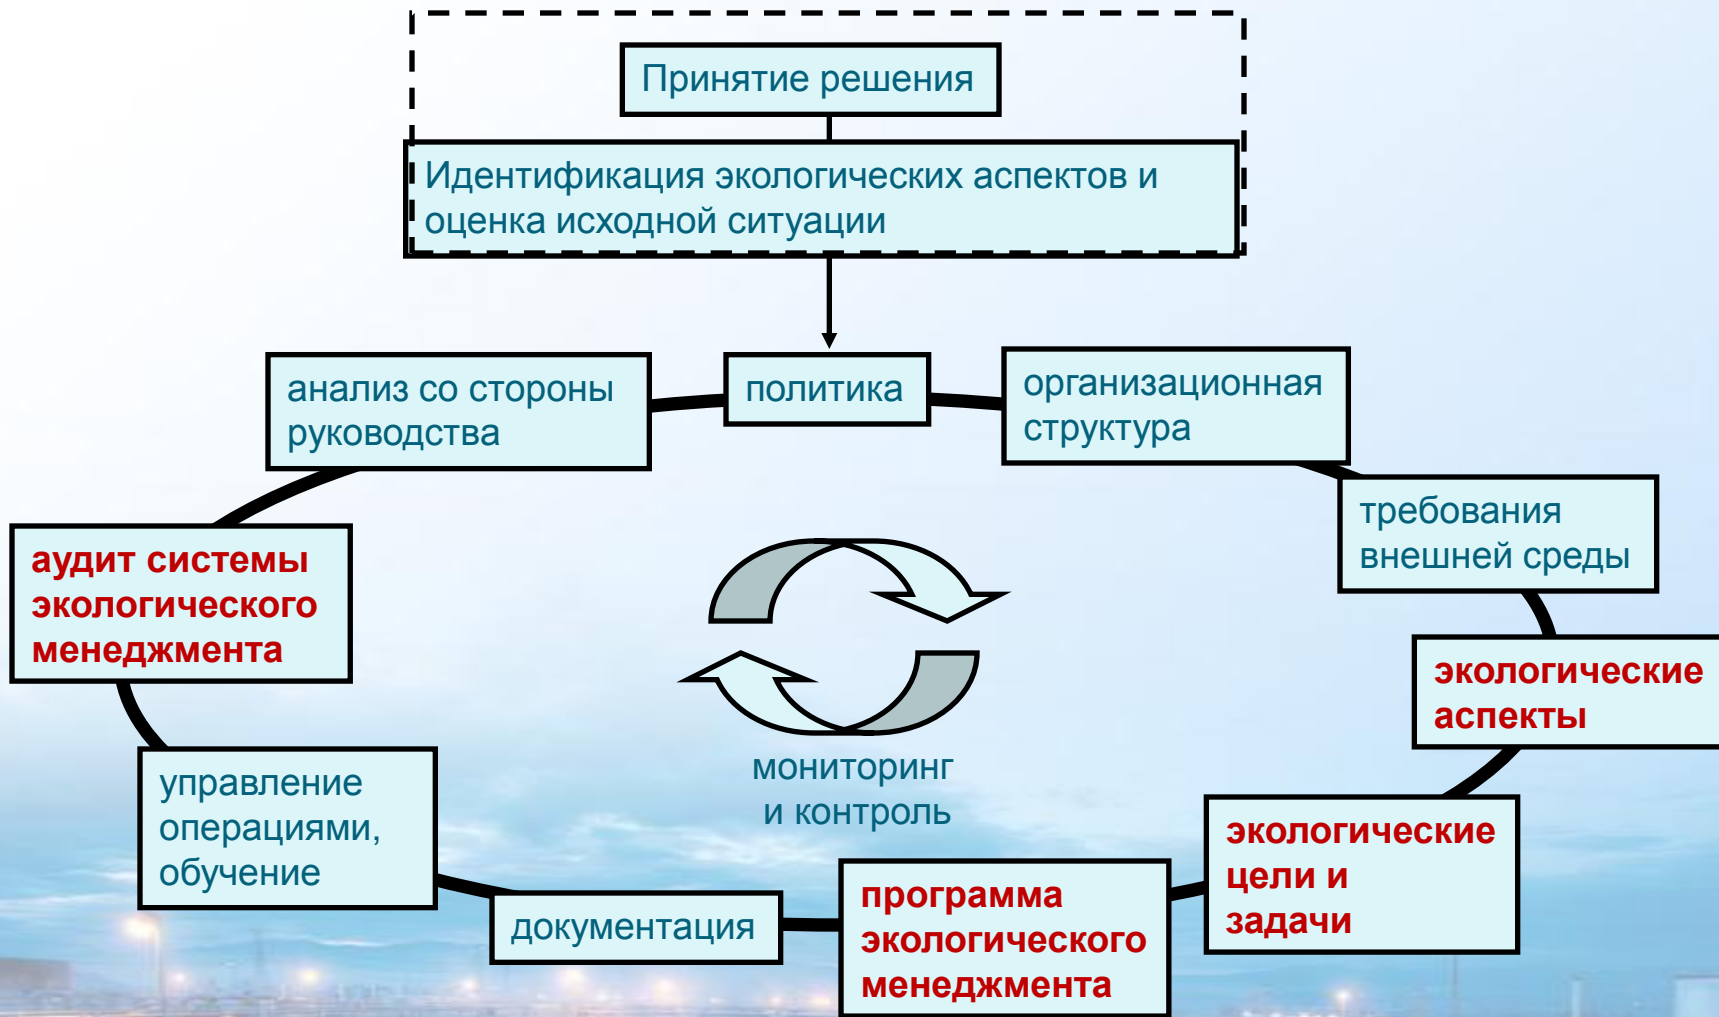 Принятие решения
Идентификация экологических аспектов и
оценка исходной ситуации
анализ со стороны
руководства
политика
организационная
структура
требования
внешней среды
аудит системы
экологического
менеджмента
экологические
аспекты
мониторинг
и контроль
управление
операциями,
обучение
экологические
цели и
задачи
документация
программа
экологического
менеджмента